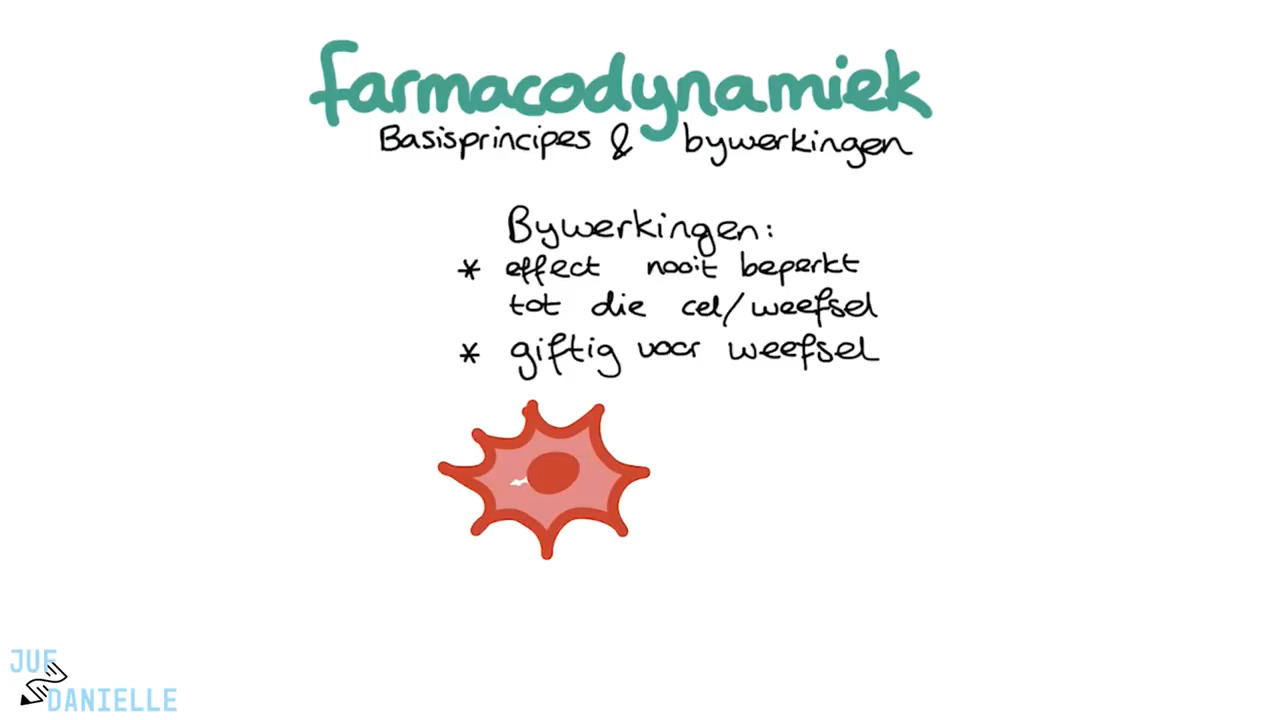 farmacodynamiek
Basisprincipes & bywerkingen
Bywerkingen:
* effect nooit beperkt
tot die cel/weefsel
* giftig voor weefsel
JUF
DANIELLE